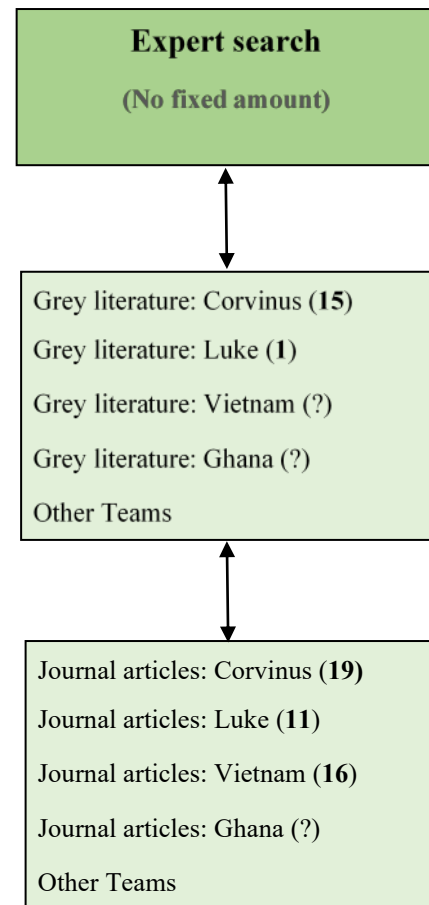 Expert search
(No fixed amount)
Grey literature: Corvinus (15)
Grey literature: Luke (1)
Grey literature: Vietnam (?)
Grey literature: Ghana (?)
Other Teams
Journal articles: Corvinus (19)
Journal articles: Luke (11)
Journal articles: Vietnam (16)
Journal articles: Ghana (?)
Other Teams